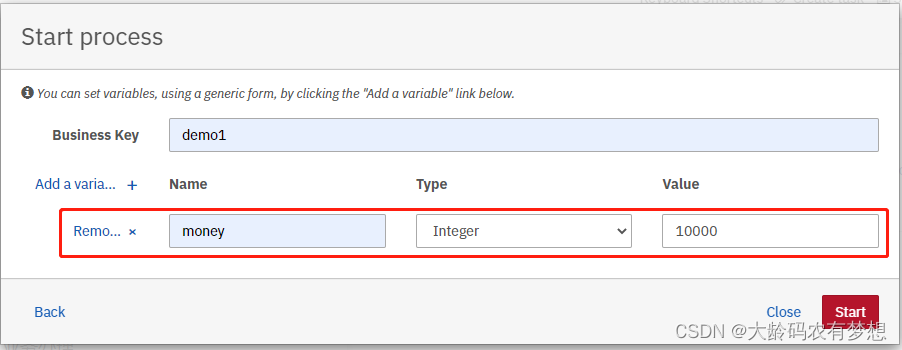 Start process
You can set variables, using a generic form, by clicking the "Add a variable" link below.
Business Key demo1
Add a varia... + Name Type Value
Remo... × money Integer 10000
Back Close Start
CSDN @大龄码农有梦想